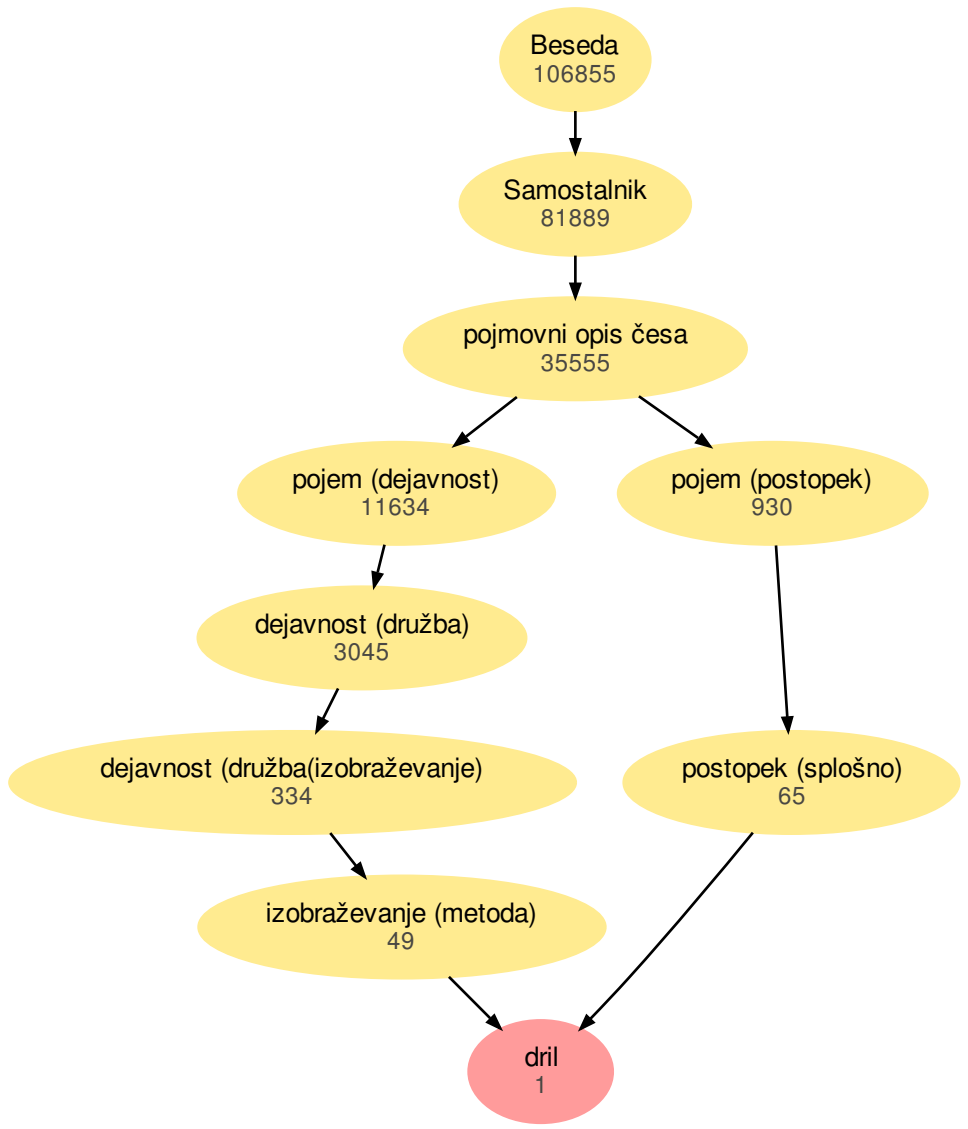 Beseda
106855
Samostalnik
81889
pojmovni opis česa
35555
pojem (dejavnost)
11634
pojem (postopek)
930
dejavnost (družba)
3045
dejavnost (družba(izobraževanje)
334
postopek (splošno)
65
izobraževanje (metoda)
49
dril
1